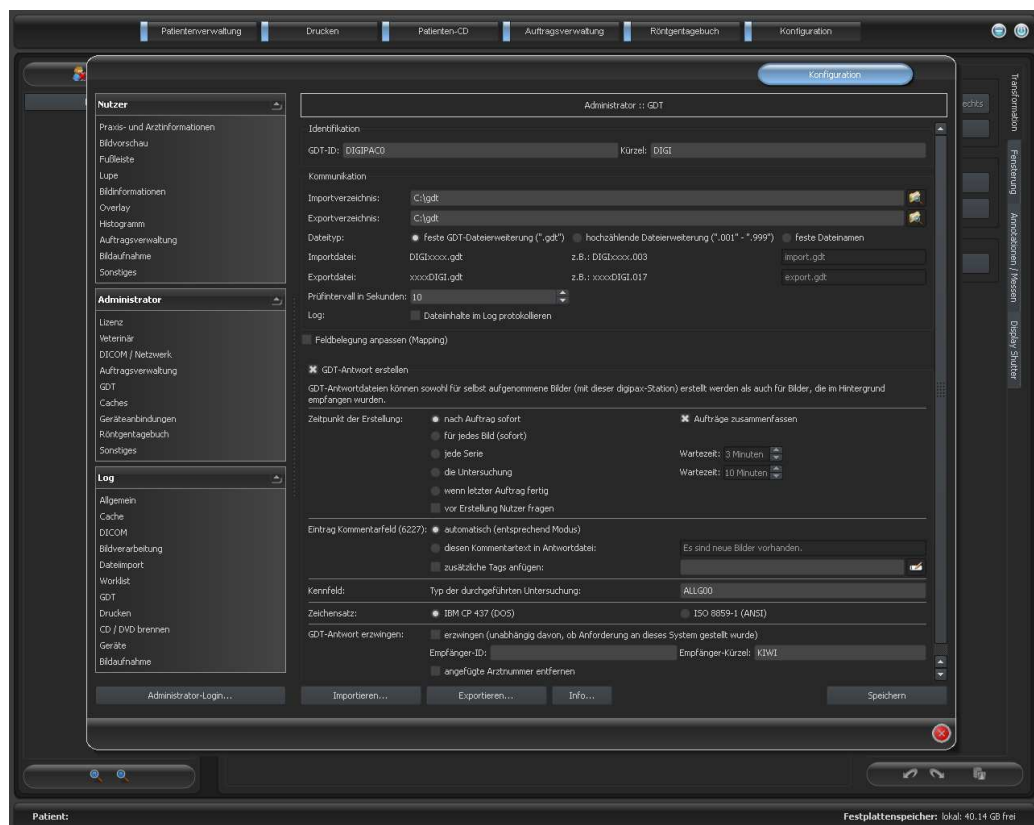 Patientenverwaltung Drucken Patienten-CD Auftragsverwaltung Röntgentagebuch Konfiguration
Konfiguration
Nutzer
Praxis- und Arztinformationen
Bildvorschau
Fußleiste
Lupe
Bildinformationen
Overlay
Histogramm
Auftragsverwaltung
Bildaufnahme
Sonstiges
Administrator
Lizenz
Veterinär
DICOM / Netzwerk
Auftragsverwaltung
GDT
Caches
Geräteanbindungen
Röntgentagebuch
Sonstiges
Log
Allgemein
Cache
DICOM
Bildverarbeitung
Dateiimport
Worklist
GDT
Drucken
CD / DVD brennen
Geräte
Bildaufnahme
Administrator-Login...
Administrator :: GDT
Identifikation
GDT-ID: DIGIPAC0 Kürzel: DIGI
Kommunikation
Importverzeichnis: C:\gdt
Exportverzeichnis: C:\gdt
Dateityp: feste GDT-Dateierweiterung (".gdt") hochzählende Dateierweiterung (".001" - ".999") feste Dateinamen
Importdatei: DIGIxxxx.gdt z.B.: DIGIxxxx.003 import.gdt
Exportdatei: xxxxDIGI.gdt z.B.: xxxxDIGI.017 export.gdt
Prüfintervall in Sekunden: 10
Log: Dateiinhalte im Log protokollieren
Feldbelegung anpassen (Mapping)
GDT-Antwort erstellen
GDT-Antwortdateien können sowohl für selbst aufgenommene Bilder (mit dieser digipax-Station) erstellt werden als auch für Bilder, die im Hintergrund
empfangen wurden.
Zeitpunkt der Erstellung: nach Auftrag sofort Aufträge zusammenfassen
für jedes Bild (sofort)
jede Serie Wartezeit: 3 Minuten
die Untersuchung Wartezeit: 10 Minuten
wenn letzter Auftrag fertig
vor Erstellung Nutzer fragen
Eintrag Kommentarfeld (6227): automatisch (entsprechend Modus)
diesen Kommentartext in Antwortdatei: Es sind neue Bilder vorhanden.
zusätzliche Tags anfügen:
Kennfeld: Typ der durchgeführten Untersuchung: ALLG00
Zeichensatz: IBM CP 437 (DOS) ISO 8859-1 (ANSI)
GDT-Antwort erzwingen: erzwingen (unabhängig davon, ob Anforderung an dieses System gestellt wurde)
Empfänger-ID: Empfänger-Kürzel: KIWI
angefügte Arztnummer entfernen
Importieren... Exportieren... Info... Speichern
Transformation
Fensterung
Annotationen / Messen
Display Shutter
Patient: Festplattenspeicher: lokal: 40.14 GB frei